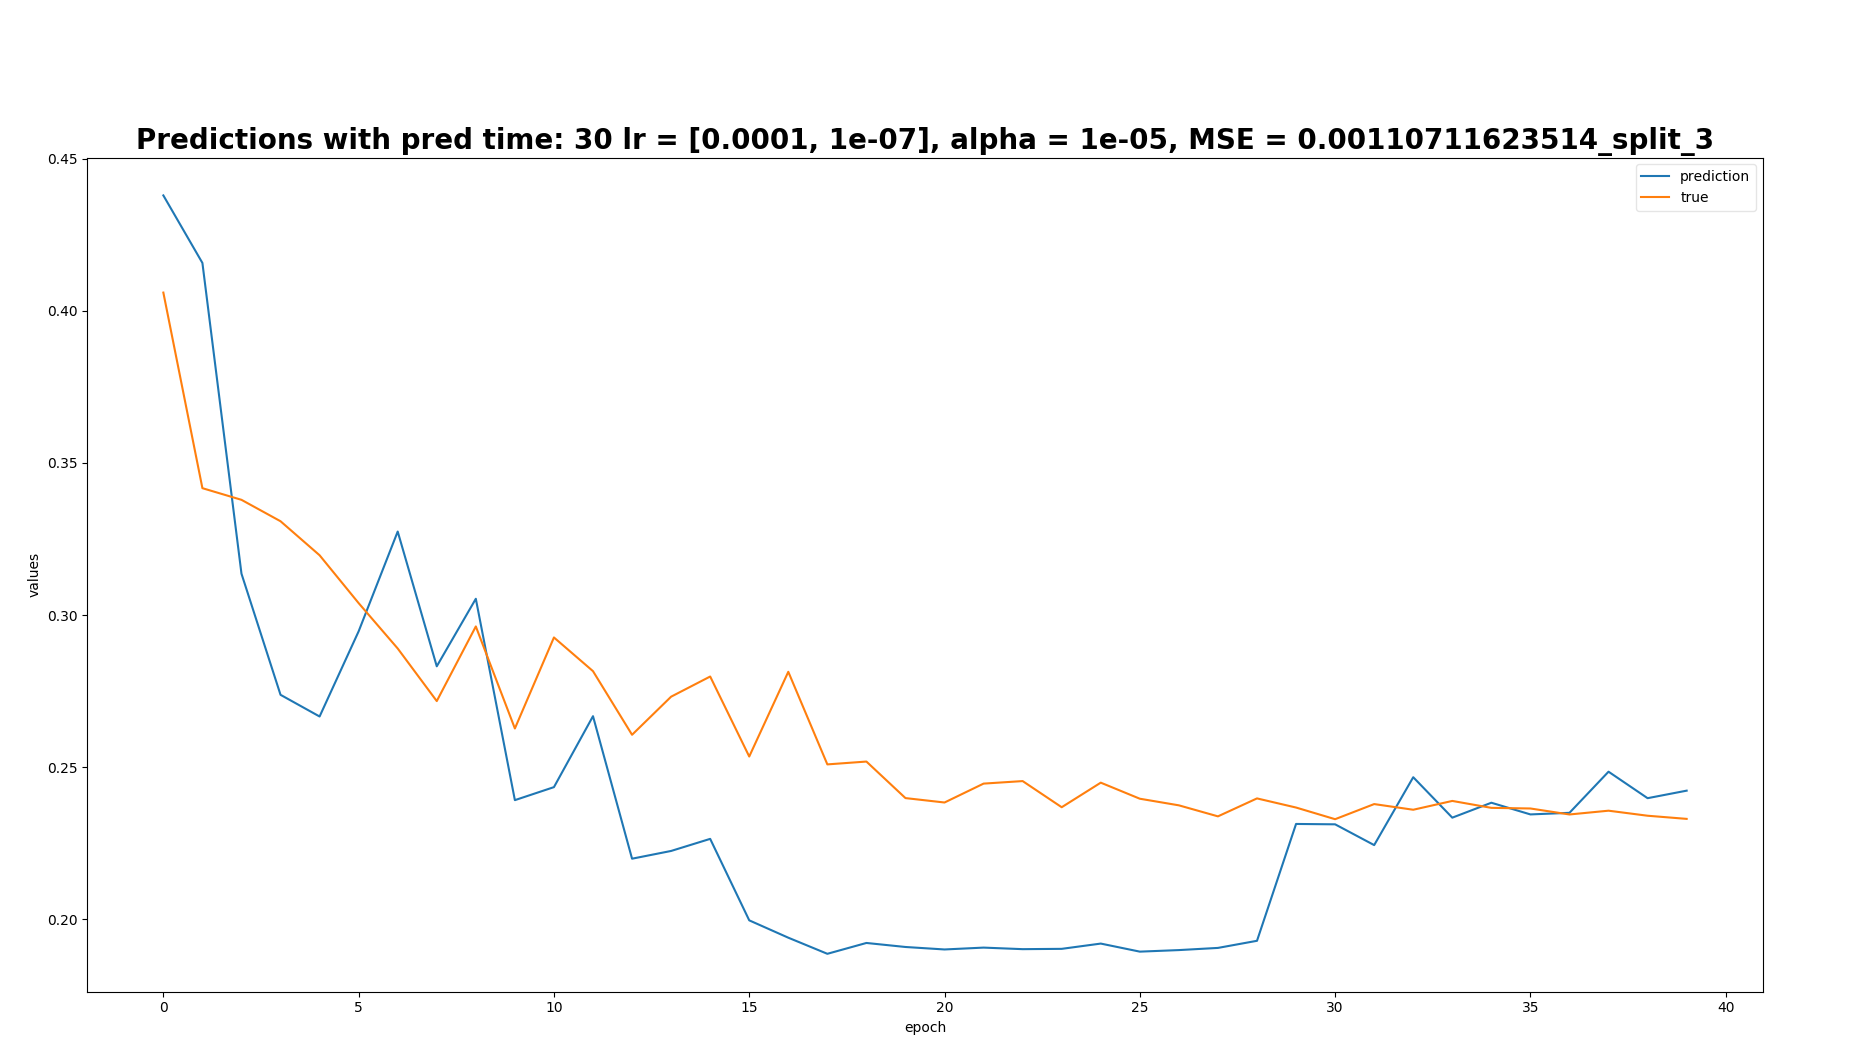 Predictions with pred time: 30 lr = [0.0001, 1e-07], alpha = 1e-05, MSE = 0.00110711623514_split_3
prediction
true
0.45
0.40
0.35
0.30
0.25
0.20
values
0 5 10 15 20 25 30 35 40
epoch